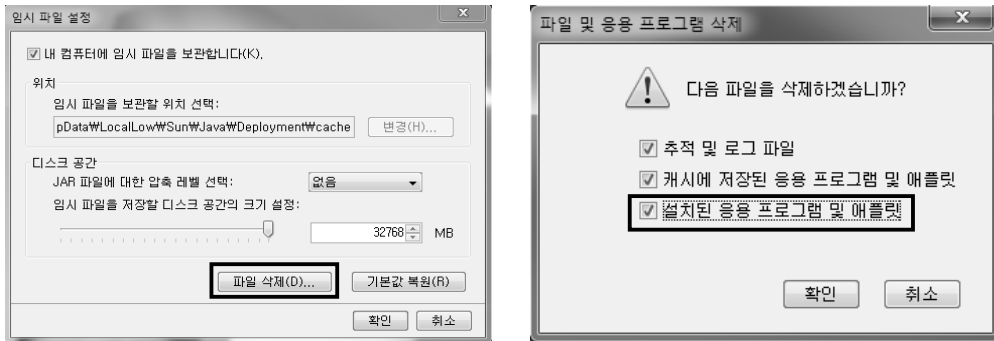 임시 파일 설정
내 컴퓨터에 임시 파일을 보관합니다(K).
위치
임시 파일을 보관할 위치 선택:
pData₩LocalLow₩Sun₩Java₩Deployment₩cache
변경(H)...
디스크 공간
JAR 파일에 대한 압축 레벨 선택:
없음
임시 파일을 저장할 디스크 공간의 크기 설정:
32768 MB
파일 삭제(D)...
기본값 복원(R)
확인
취소
파일 및 응용 프로그램 삭제
다음 파일을 삭제하겠습니까?
추적 및 로그 파일
캐시에 저장된 응용 프로그램 및 애플릿
설치된 응용 프로그램 및 애플릿
확인
취소